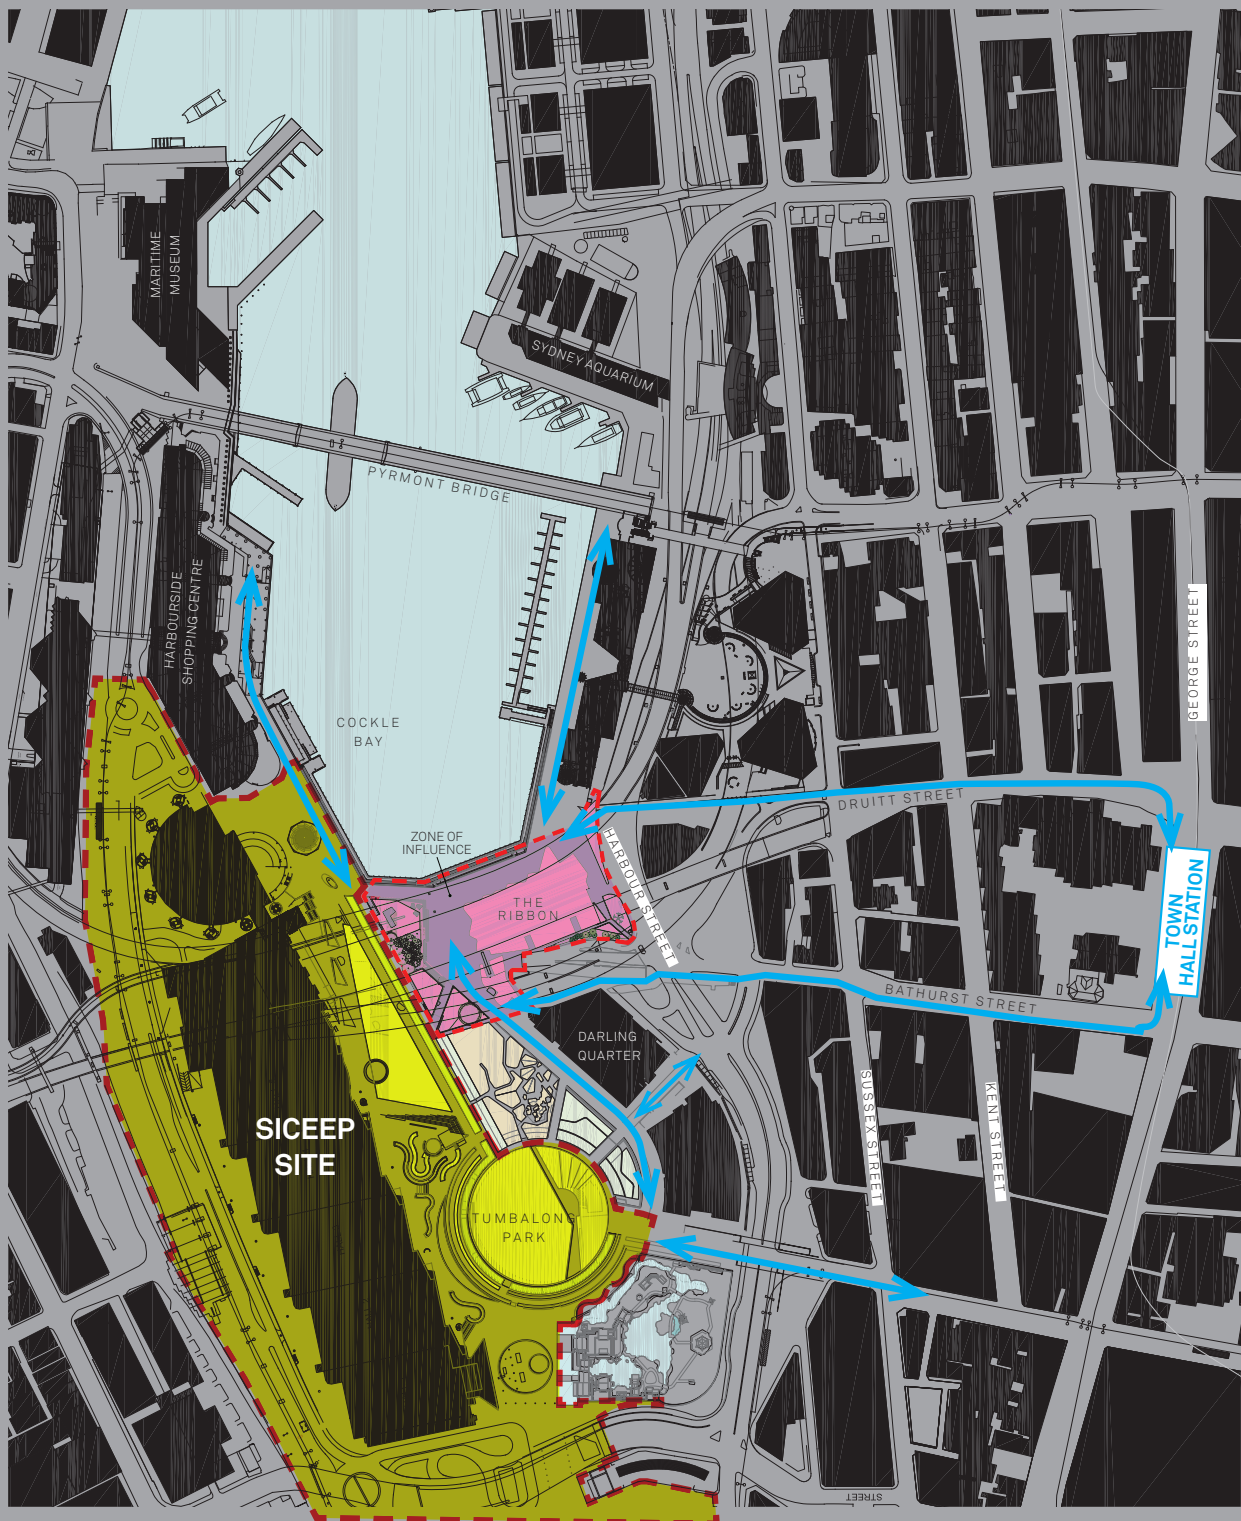 MARITIME
MUSEUM
SYDNEY AQUARIUM
PYRMONT BRIDGE
HARBOURSIDE
SHOPPING CENTRE
GEORGE STREET
COCKLE
BAY
DRUITT STREET
ZONE OF
INFLUENCE
HARBOUR STREET
THE
RIBBON
TOWN
HALL STATION
BATHURST STREET
DARLING
QUARTER
SICEEP
SITE
SUSSEX STREET
KENT STREET
TUMBALONG
PARK
STREET